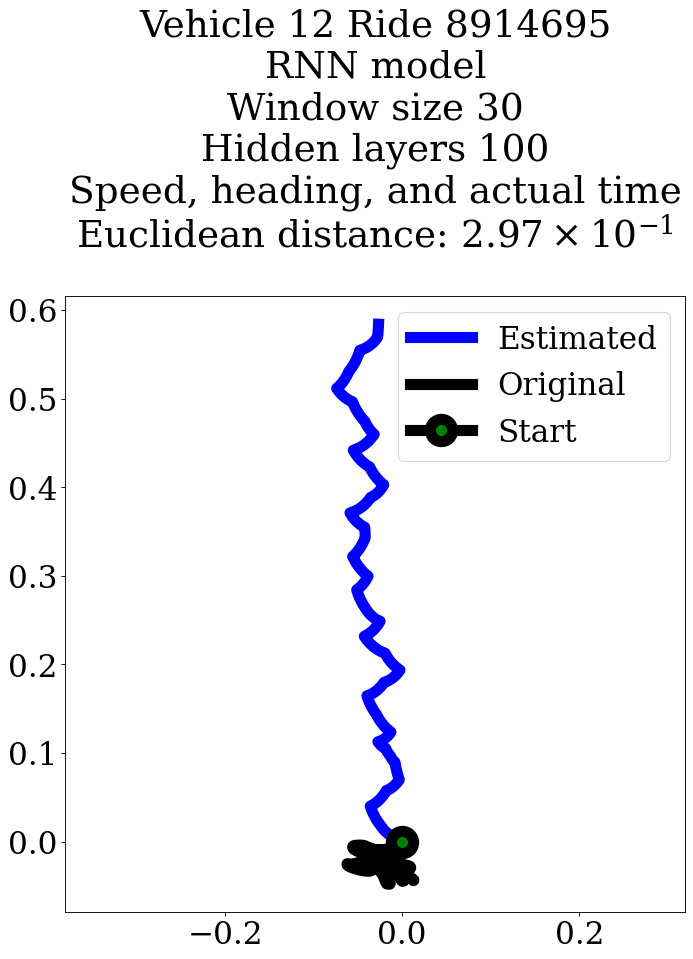 Vehicle 12 Ride 8914695
RNN model
Window size 30
Hidden layers 100
Speed, heading, and actual time
Euclidean distance: 2.97 × 10⁻¹
0.6
0.5
0.4
0.3
0.2
0.1
0.0
Estimated
Original
Start
−0.2
0.0
0.2